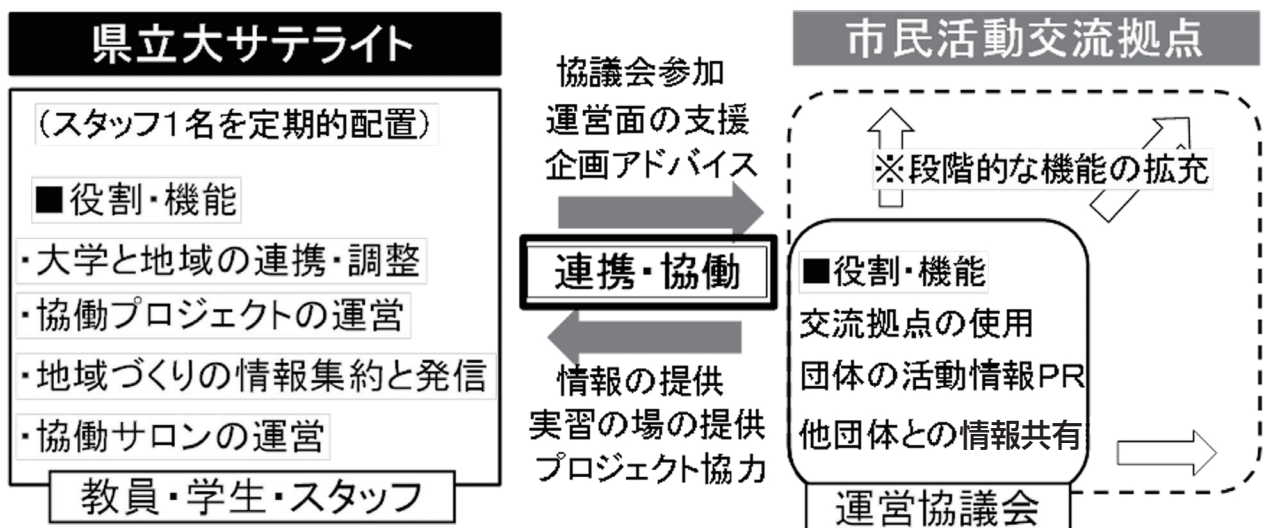 県立大サテライト
(スタッフ1名を定期的配置)
■役割・機能
・大学と地域の連携・調整
・協働プロジェクトの運営
・地域づくりの情報集約と発信
・協働サロンの運営
教員・学生・スタッフ
協議会参加
運営面の支援
企画アドバイス
連携・協働
情報の提供
実習の場の提供
プロジェクト協力
市民活動交流拠点
※段階的な機能の拡充
■役割・機能
交流拠点の使用
団体の活動情報PR
他団体との情報共有
運営協議会